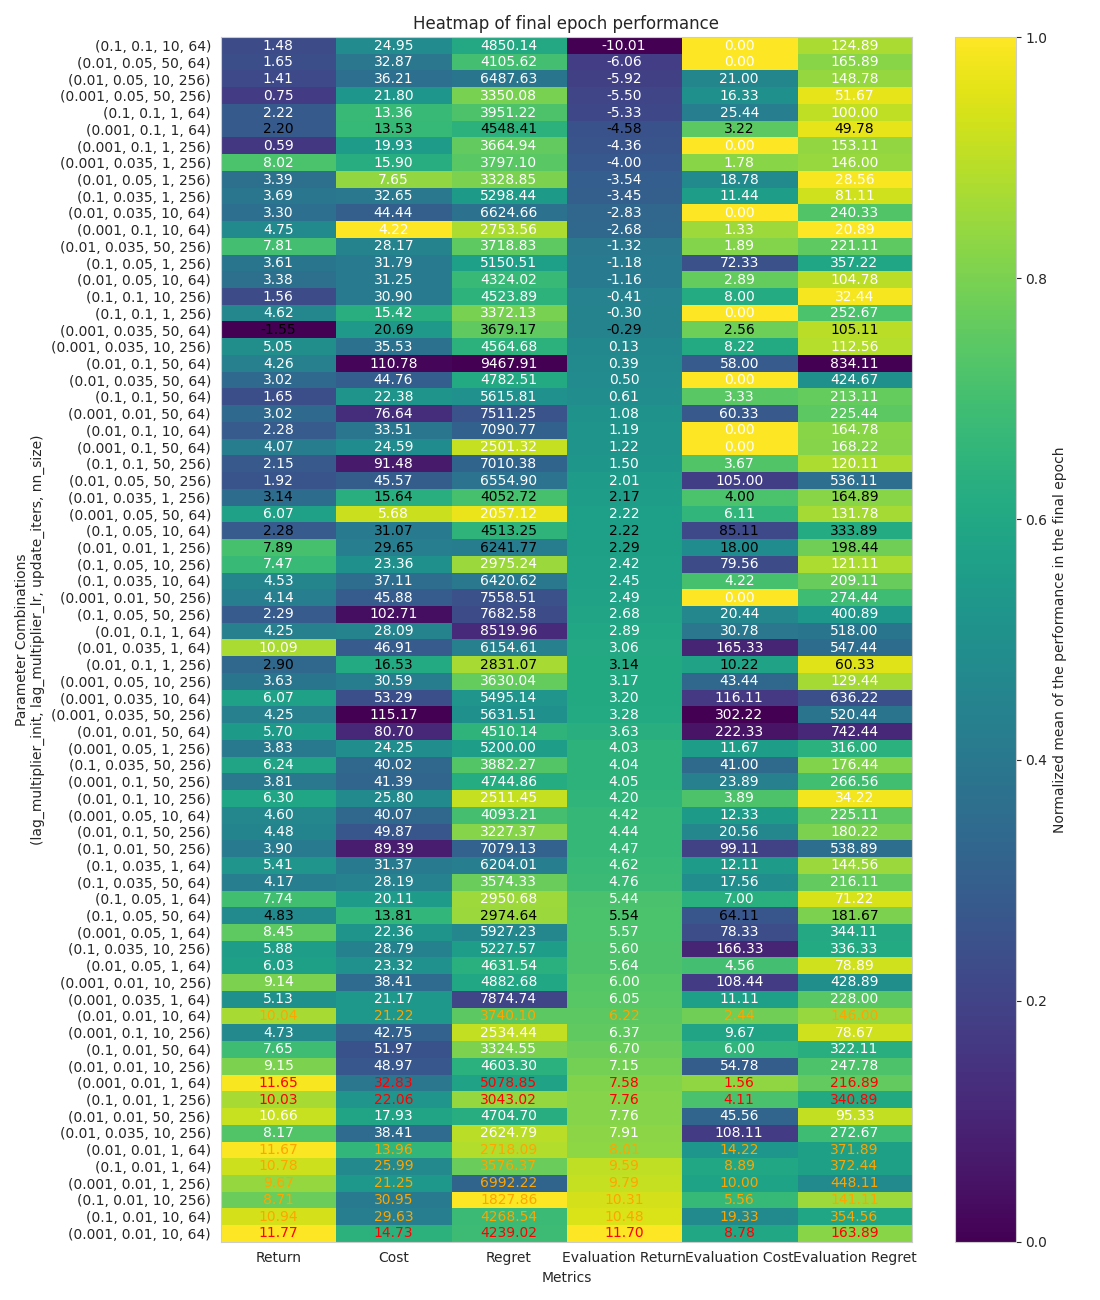 Heatmap of final epoch performance
(0.1, 0.1, 10, 64) 1.48 24.95 4850.14 -10.01 0.00 124.89
(0.01, 0.05, 50, 64) 1.65 32.87 4105.62 -6.06 0.00 165.89
(0.01, 0.05, 10, 256) 1.41 36.21 6487.63 -5.92 21.00 148.78
(0.001, 0.05, 50, 256) 0.75 21.80 3350.08 -5.50 16.33 51.67
(0.1, 0.1, 1, 64) 2.22 13.36 3951.22 -5.33 25.44 100.00
(0.001, 0.1, 1, 64) 2.20 13.53 4548.41 -4.58 3.22 49.78
(0.001, 0.1, 1, 256) 0.59 19.93 3664.94 -4.36 0.00 153.11
(0.001, 0.035, 1, 256) 8.02 15.90 3797.10 -4.00 1.78 146.00
(0.01, 0.05, 1, 256) 3.39 7.65 3328.85 -3.54 18.78 28.56
(0.1, 0.035, 1, 256) 3.69 32.65 5298.44 -3.45 11.44 81.11
(0.01, 0.035, 10, 64) 3.30 44.44 6624.66 -2.83 0.00 240.33
(0.001, 0.1, 10, 64) 4.75 4.22 2753.56 -2.68 1.33 20.89
(0.01, 0.035, 50, 64) 7.81 28.17 3718.83 -1.32 1.89 221.11
(0.1, 0.05, 1, 256) 3.61 31.79 5150.51 -1.18 72.33 357.22
(0.01, 0.05, 10, 64) 3.38 31.25 4324.02 -1.16 2.89 104.78
(0.1, 0.1, 10, 256) 1.56 30.90 4523.89 -0.41 8.00 32.44
(0.1, 0.1, 1, 256) 4.62 15.42 3372.13 -0.30 0.00 252.67
(0.001, 0.035, 50, 64) -1.55 20.69 3679.17 -0.29 2.56 105.11
(0.001, 0.035, 10, 256) 5.05 35.53 4564.68 0.13 8.22 112.56
(0.01, 0.1, 50, 64) 4.26 110.78 9467.91 0.39 58.00 834.11
(0.01, 0.035, 50, 256) 3.02 44.76 4782.51 0.50 0.00 424.67
(0.1, 0.1, 50, 64) 1.65 22.38 5615.81 0.61 3.33 213.11
(0.001, 0.01, 50, 64) 3.02 76.64 7511.25 1.08 60.33 225.44
(0.01, 0.1, 10, 64) 2.28 33.51 7090.77 1.19 0.00 164.78
(0.001, 0.1, 50, 64) 4.07 24.59 2501.32 1.22 0.00 168.22
(0.1, 0.1, 50, 256) 2.15 91.48 7010.38 1.50 3.67 120.11
(0.01, 0.05, 50, 256) 1.92 45.57 6554.90 2.01 105.00 536.11
(0.01, 0.035, 1, 256) 3.14 15.64 4052.72 2.17 4.00 164.89
(0.001, 0.05, 50, 64) 6.07 5.68 2057.12 2.22 6.11 131.78
(0.1, 0.05, 10, 64) 2.28 31.07 4513.25 2.22 85.11 333.89
(0.01, 0.01, 1, 256) 7.89 29.65 6241.77 2.29 18.00 198.44
(0.1, 0.05, 10, 256) 7.47 23.36 2975.24 2.42 79.56 121.11
(0.1, 0.035, 10, 64) 4.53 37.11 6420.62 2.45 4.22 209.11
(0.001, 0.01, 50, 256) 4.14 45.88 7558.51 2.49 0.00 274.44
(0.1, 0.05, 50, 256) 2.29 102.71 7682.58 2.68 20.44 400.89
(0.01, 0.1, 1, 64) 4.25 28.09 8519.96 2.89 30.78 518.00
(0.01, 0.035, 1, 64) 10.09 46.91 6154.61 3.06 165.33 547.44
(0.01, 0.1, 1, 256) 2.90 16.53 2831.07 3.14 10.22 60.33
(0.001, 0.05, 10, 256) 3.63 30.59 3630.04 3.17 43.44 129.44
(0.001, 0.035, 10, 64) 6.07 53.29 5495.14 3.20 116.11 636.22
(0.001, 0.035, 50, 256) 4.25 115.17 5631.51 3.28 302.22 520.44
(0.01, 0.01, 50, 64) 5.70 80.70 4510.14 3.63 222.33 742.44
(0.001, 0.05, 1, 256) 3.83 24.25 5200.00 4.03 11.67 316.00
(0.1, 0.035, 50, 256) 6.24 40.02 3882.27 4.04 41.00 176.44
(0.001, 0.1, 50, 256) 3.81 41.39 4744.86 4.05 23.89 266.56
(0.01, 0.1, 10, 256) 6.30 25.80 2511.45 4.20 3.89 34.22
(0.001, 0.05, 10, 64) 4.60 40.07 4093.21 4.42 12.33 225.11
(0.01, 0.1, 50, 256) 4.48 49.87 3227.37 4.44 20.56 180.22
(0.1, 0.01, 50, 256) 3.90 89.39 7079.13 4.47 99.11 538.89
(0.1, 0.035, 1, 64) 5.41 31.37 6204.01 4.62 12.11 144.56
(0.1, 0.035, 50, 64) 4.17 28.19 3574.33 4.76 17.56 216.11
(0.1, 0.05, 1, 64) 7.74 20.11 2950.68 5.44 7.00 71.22
(0.1, 0.05, 50, 64) 4.83 13.81 2974.64 5.54 64.11 181.67
(0.001, 0.05, 1, 64) 8.45 22.36 5927.23 5.57 78.33 344.11
(0.1, 0.035, 10, 256) 5.88 28.79 5227.57 5.60 166.33 336.33
(0.01, 0.05, 1, 64) 6.03 23.32 4631.54 5.64 4.56 78.89
(0.001, 0.01, 10, 256) 9.14 38.41 4882.68 6.00 108.44 428.89
(0.001, 0.035, 1, 64) 5.13 21.17 7874.74 6.05 11.11 228.00
(0.01, 0.01, 10, 64) 10.04 21.22 3740.10 6.22 2.44 146.00
(0.001, 0.1, 10, 256) 4.73 42.75 2534.44 6.37 9.67 78.67
(0.1, 0.01, 50, 64) 7.65 51.97 3324.55 6.70 6.00 322.11
(0.01, 0.01, 10, 256) 9.15 48.97 4603.30 7.15 54.78 247.78
(0.001, 0.01, 1, 64) 11.65 32.83 5078.85 7.58 1.56 216.89
(0.1, 0.01, 1, 256) 10.03 22.06 3043.02 7.76 4.11 340.89
(0.01, 0.01, 50, 256) 10.66 17.93 4704.70 7.76 45.56 95.33
(0.01, 0.035, 10, 256) 8.17 38.41 2624.79 7.91 108.11 272.67
(0.01, 0.01, 1, 64) 11.67 13.96 2718.09 14.22 371.89
(0.1, 0.01, 1, 64) 10.78 25.99 3576.37 9.59 8.89 372.44
(0.001, 0.01, 1, 256) 21.25 6992.22 9.79 10.00 448.11
(0.1, 0.01, 10, 256) 30.95 1827.86 10.31 5.56 141.11
(0.1, 0.01, 10, 64) 10.94 29.63 4268.54 10.48 19.33 354.56
(0.001, 0.01, 10, 64) 11.77 14.73 4239.02 11.70 8.78 163.89
Return Cost Regret Evaluation Return Evaluation Cost Evaluation Regret
Metrics
Parameter Combinations
(lag_multiplier_init, lag_multiplier_lr, update_iters, nn_size)
1.0
0.8
0.6
0.4
0.2
0.0
Normalized mean of the performance in the final epoch